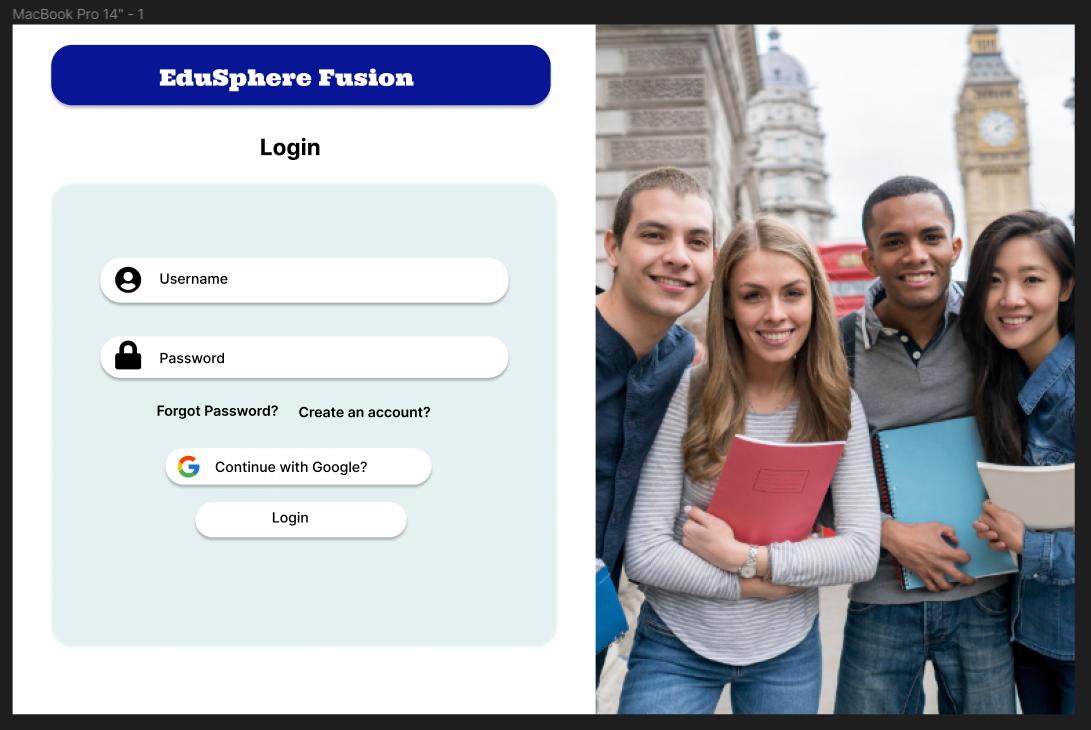 MacBook Pro 14" - 1
EduSphere Fusion
Login
Username
Password
Forgot Password? Create an account?
Continue with Google?
Login